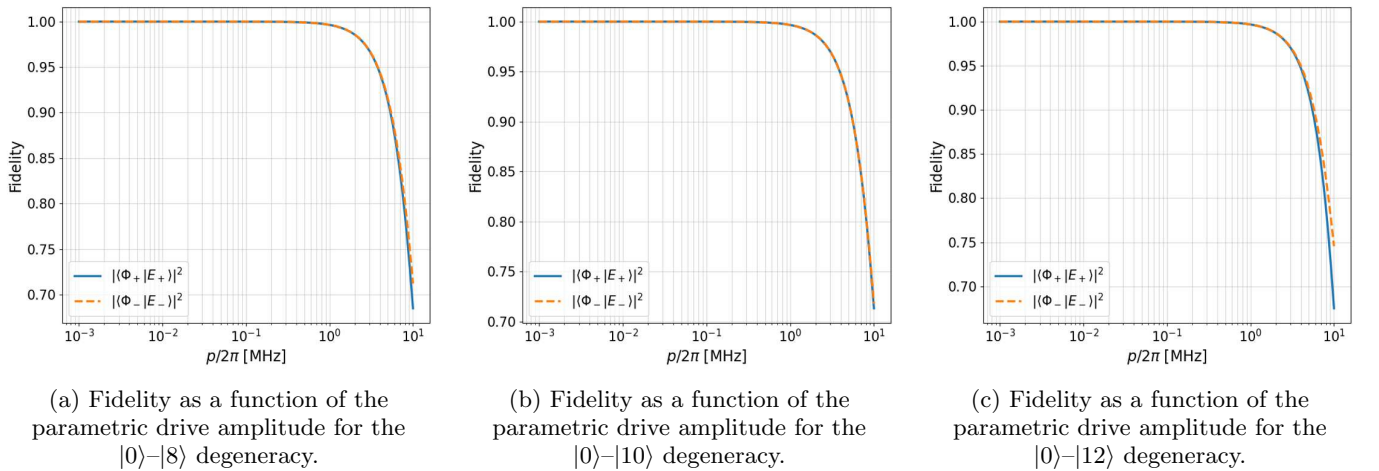 1.00
0.95
0.90
0.85
0.80
0.75
0.70
Fidelity
|⟨Φ₊|E₊⟩|²
|⟨Φ₋|E₋⟩|²
10⁻³ 10⁻² 10⁻¹ 10⁰ 10¹
p/2π [MHz]
(a) Fidelity as a function of the
parametric drive amplitude for the
|0⟩–|8⟩ degeneracy.
1.00
0.95
0.90
0.85
0.80
0.75
0.70
Fidelity
|⟨Φ₊|E₊⟩|²
|⟨Φ₋|E₋⟩|²
10⁻³ 10⁻² 10⁻¹ 10⁰ 10¹
p/2π [MHz]
(b) Fidelity as a function of the
parametric drive amplitude for the
|0⟩–|10⟩ degeneracy.
1.00
0.95
0.90
0.85
0.80
0.75
0.70
Fidelity
|⟨Φ₊|E₊⟩|²
|⟨Φ₋|E₋⟩|²
10⁻³ 10⁻² 10⁻¹ 10⁰ 10¹
p/2π [MHz]
(c) Fidelity as a function of the
parametric drive amplitude for the
|0⟩–|12⟩ degeneracy.